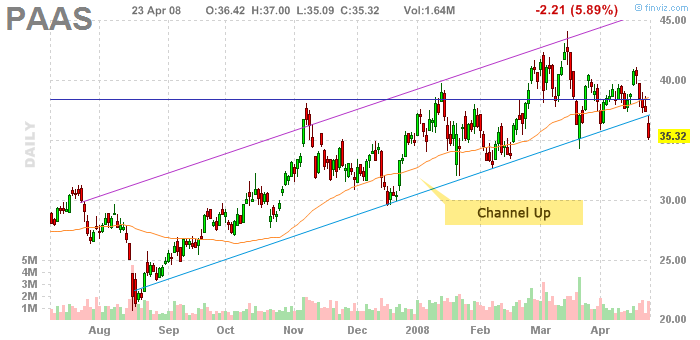 PAAS 23 Apr 08 O:36.42 H:37.00 L:35.09 C:35.32 Vol:1.64M -2.21 (5.89%)
© finviz.com
45.00
40.00
35.32
30.00
25.00
20.00
DAILY
Channel Up
5M
4M
3M
2M
1M
Aug Sep Oct Nov Dec 2008 Feb Mar Apr